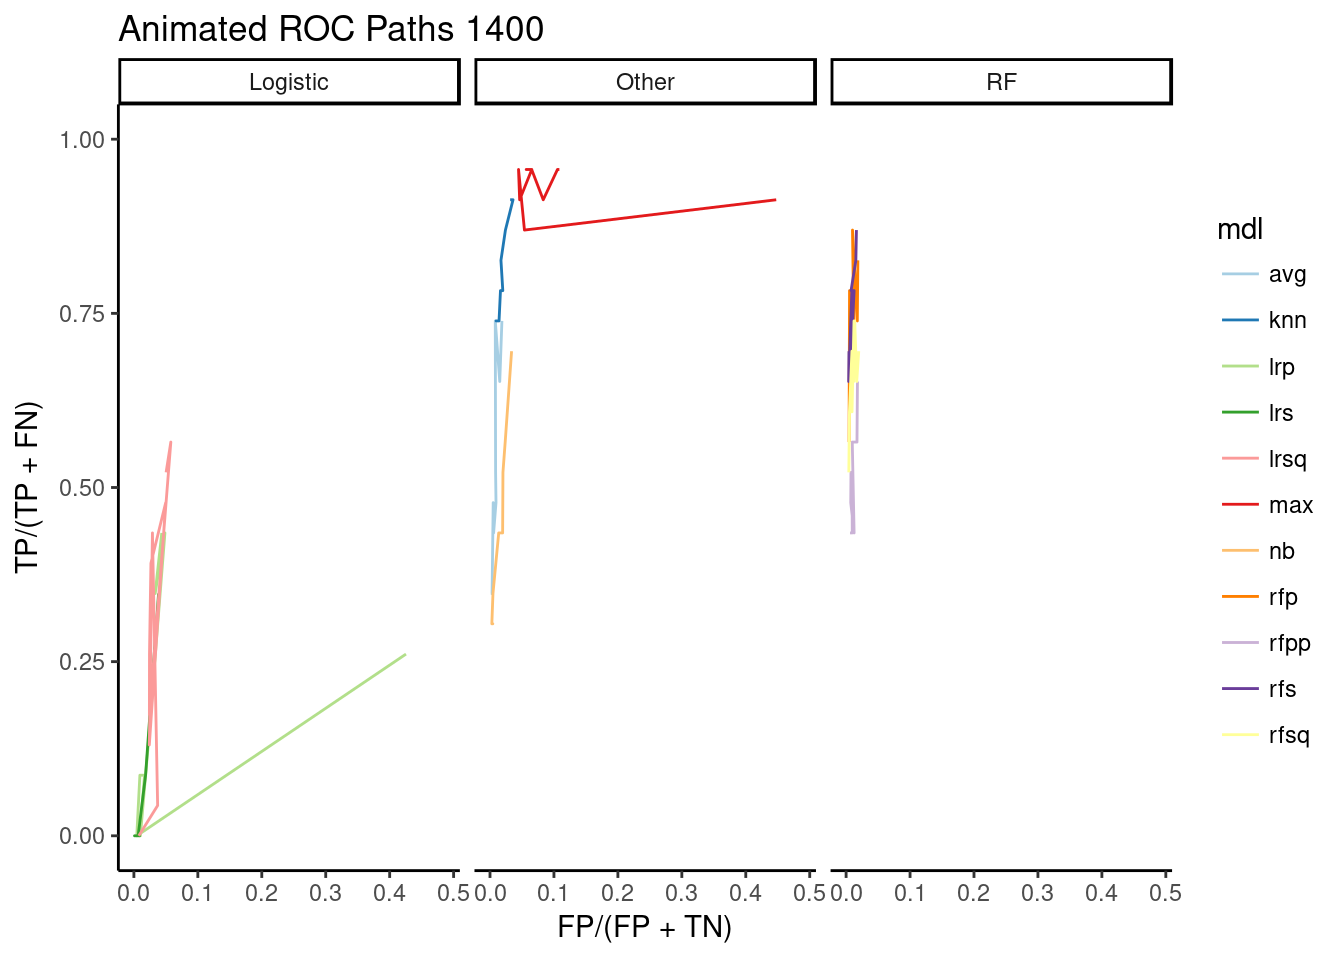 Animated ROC Paths 1400
Logistic Other RF
TP/(TP + FN)
1.00
0.75
0.50
0.25
0.00
0.0 0.1 0.2 0.3 0.4 0.5 0.0 0.1 0.2 0.3 0.4 0.5 0.0 0.1 0.2 0.3 0.4 0.5
FP/(FP + TN)
mdl
avg
knn
lrp
lrs
lrsq
max
nb
rfp
rfpp
rfs
rfsq